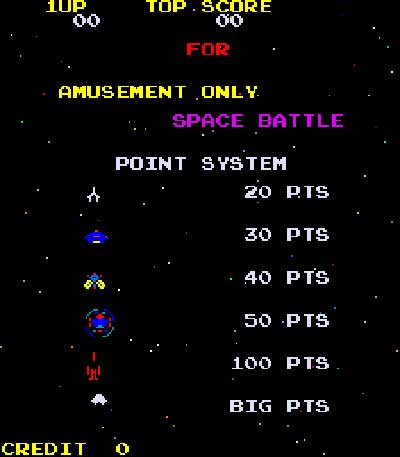 1UP TOP SCORE
00 00
FOR
AMUSEMENT ONLY
SPACE BATTLE
POINT SYSTEM
20 PTS
30 PTS
40 PTS
50 PTS
100 PTS
BIG PTS
CREDIT 0